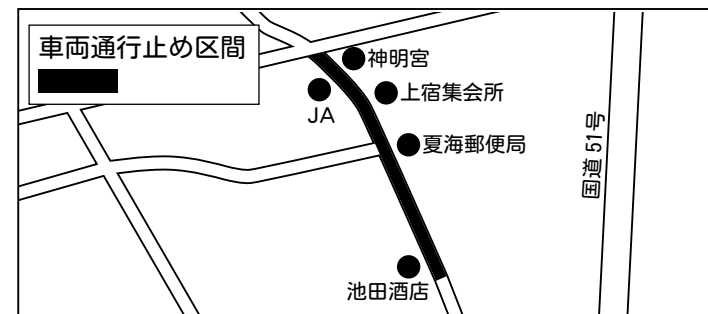 車両通行止め区間
神明宮
上宿集会所
JA
夏海郵便局
国道51号
池田酒店